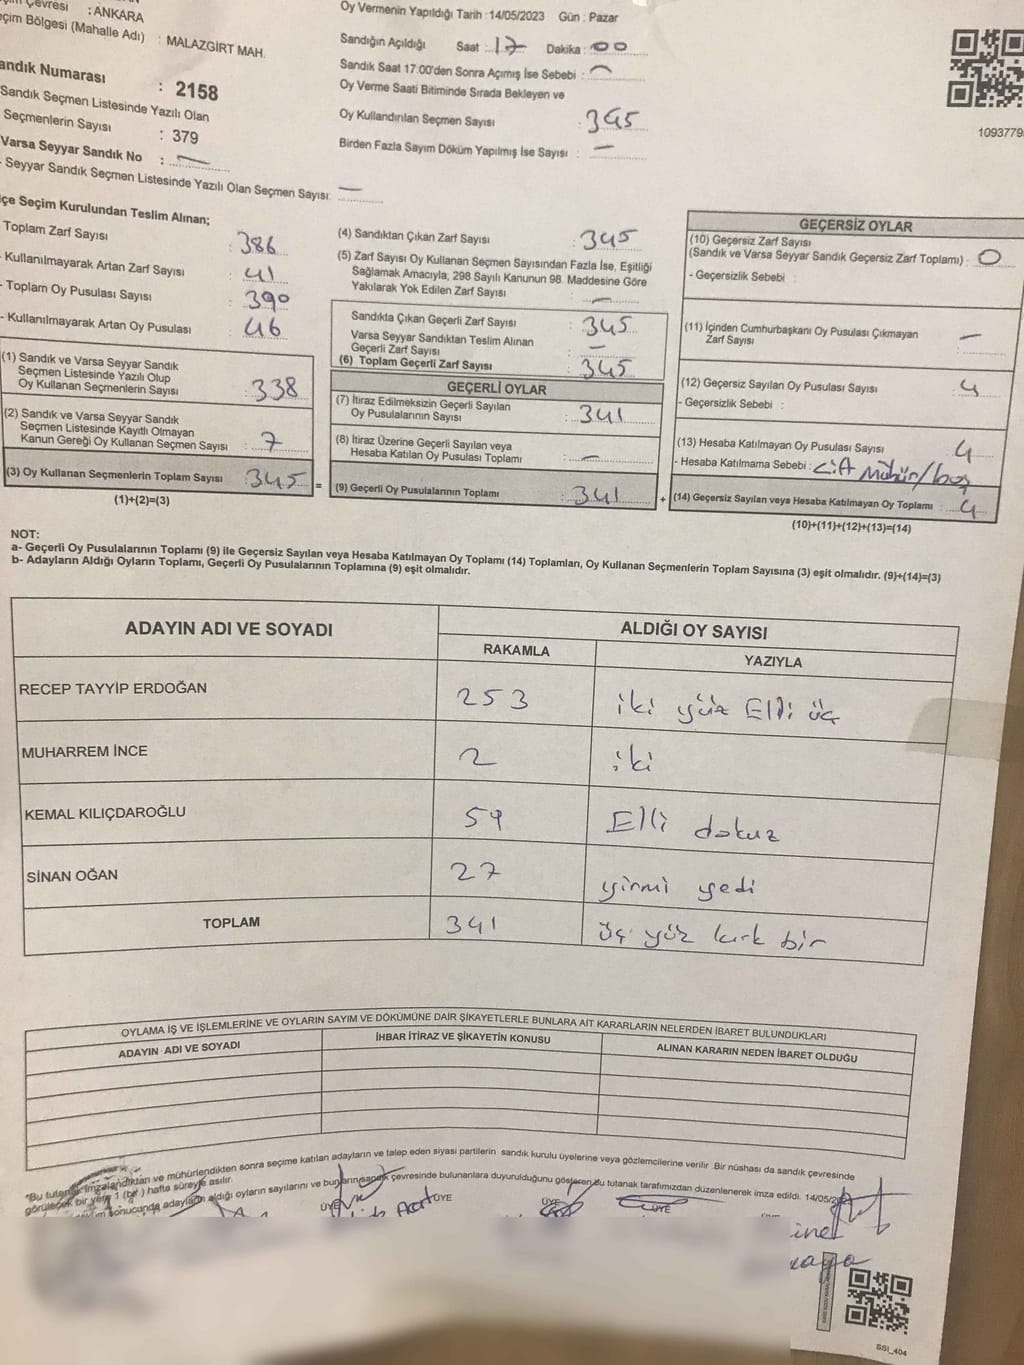 Çevresi : ANKARA
eçim Bölgesi (Mahalle Adı) : MALAZGİRT MAH.
andık Numarası : 2158
Sandık Seçmen Listesinde Yazılı Olan
Seçmenlerin Sayısı : 379
Varsa Seyyar Sandık No : —
- Seyyar Sandık Seçmen Listesinde Yazılı Olan Seçmen Sayısı: —
Oy Vermenin Yapıldığı Tarih : 14/05/2023 Gün : Pazar
Sandığın Açıldığı Saat : 17 Dakika : 00
Sandık Saat 17:00'den Sonra Açımış İse Sebebi : —
Oy Verme Saati Bitiminde Sırada Bekleyen ve
Oy Kullandırılan Seçmen Sayısı : 345
Birden Fazla Sayım Döküm Yapılmış İse Sayısı : —
1093779
çe Seçim Kurulundan Teslim Alınan;
Toplam Zarf Sayısı : 386
- Kullanılmayarak Artan Zarf Sayısı : 41
- Toplam Oy Pusulası Sayısı : 390
- Kullanılmayarak Artan Oy Pusulası : 46
(1) Sandık ve Varsa Seyyar Sandık
Seçmen Listesinde Yazılı Olup
Oy Kullanan Seçmenlerin Sayısı : 338
(2) Sandık ve Varsa Seyyar Sandık
Seçmen Listesinde Kayıtlı Olmayan
Kanun Gereği Oy Kullanan Seçmen Sayısı : 7
(3) Oy Kullanan Seçmenlerin Toplam Sayısı : 345 =
(1)+(2)=(3)
(4) Sandıktan Çıkan Zarf Sayısı : 345
(5) Zarf Sayısı Oy Kullanan Seçmen Sayısından Fazla İse, Eşitliği
Sağlamak Amacıyla; 298 Sayılı Kanunun 98. Maddesine Göre
Yakılarak Yok Edilen Zarf Sayısı : —
Sandıkta Çıkan Geçerli Zarf Sayısı : 345
Varsa Seyyar Sandıktan Teslim Alınan
Geçerli Zarf Sayısı : —
(6) Toplam Geçerli Zarf Sayısı : 345
GEÇERLİ OYLAR
(7) İtiraz Edilmeksizin Geçerli Sayılan
Oy Pusulalarının Sayısı : 341
(8) İtiraz Üzerine Geçerli Sayılan veya
Hesaba Katılan Oy Pusulası Toplamı : —
(9) Geçerli Oy Pusulalarının Toplamı : 341 +
GEÇERSİZ OYLAR
(10) Geçersiz Zarf Sayısı
(Sandık ve Varsa Seyyar Sandık Geçersiz Zarf Toplamı) : 0
- Geçersizlik Sebebi :
(11) İçinden Cumhurbaşkanı Oy Pusulası Çıkmayan
Zarf Sayısı : —
(12) Geçersiz Sayılan Oy Pusulası Sayısı : 4
- Geçersizlik Sebebi :
(13) Hesaba Katılmayan Oy Pusulası Sayısı : 4
- Hesaba Katılmama Sebebi : Çift Mühür/boş
(14) Geçersiz Sayılan veya Hesaba Katılmayan Oy Toplamı : 4
(10)+(11)+(12)+(13)=(14)
NOT:
a- Geçerli Oy Pusulalarının Toplamı (9) ile Geçersiz Sayılan veya Hesaba Katılmayan Oy Toplamı (14) Toplamları, Oy Kullanan Seçmenlerin Toplam Sayısına (3) eşit olmalıdır. (9)+(14)=(3)
b- Adayların Aldığı Oyların Toplamı, Geçerli Oy Pusulalarının Toplamına (9) eşit olmalıdır.
ADAYIN ADI VE SOYADI ALDIĞI OY SAYISI
RAKAMLA YAZIYLA
RECEP TAYYİP ERDOĞAN 253 iki yüz Elli üç
MUHARREM İNCE 2 iki
KEMAL KILIÇDAROĞLU 59 Elli dokuz
SİNAN OĞAN 27 yirmi yedi
TOPLAM 341 üç yüz kırk bir
OYLAMA İŞ VE İŞLEMLERİNE VE OYLARIN SAYIM VE DÖKÜMÜNE DAİR ŞİKAYETLERLE BUNLARA AİT KARARLARIN NELERDEN İBARET BULUNDUKLARI
ADAYIN ADI VE SOYADI İHBAR İTİRAZ VE ŞİKAYETİN KONUSU ALINAN KARARIN NEDEN İBARET OLDUĞU
"Bu tutanak imzalandıktan ve mühürlendikten sonra seçime katılan adayların ve talep eden siyasi partilerin sandık kurulu üyelerine veya gözlemcilerine verilir. Bir nüshası da sandık çevresinde
görülecek bir yere 1 (bir) hafta süreyle asılır.
sonucunda adayların aldığı oyların sayılarını ve bunların sandık çevresinde bulunanlara duyurulduğunu gösteren bu tutanak tarafımızdan düzenlenerek imza edildi. 14/05/
ÜYE ÜYE ÜYE ÜYE
SSL_404